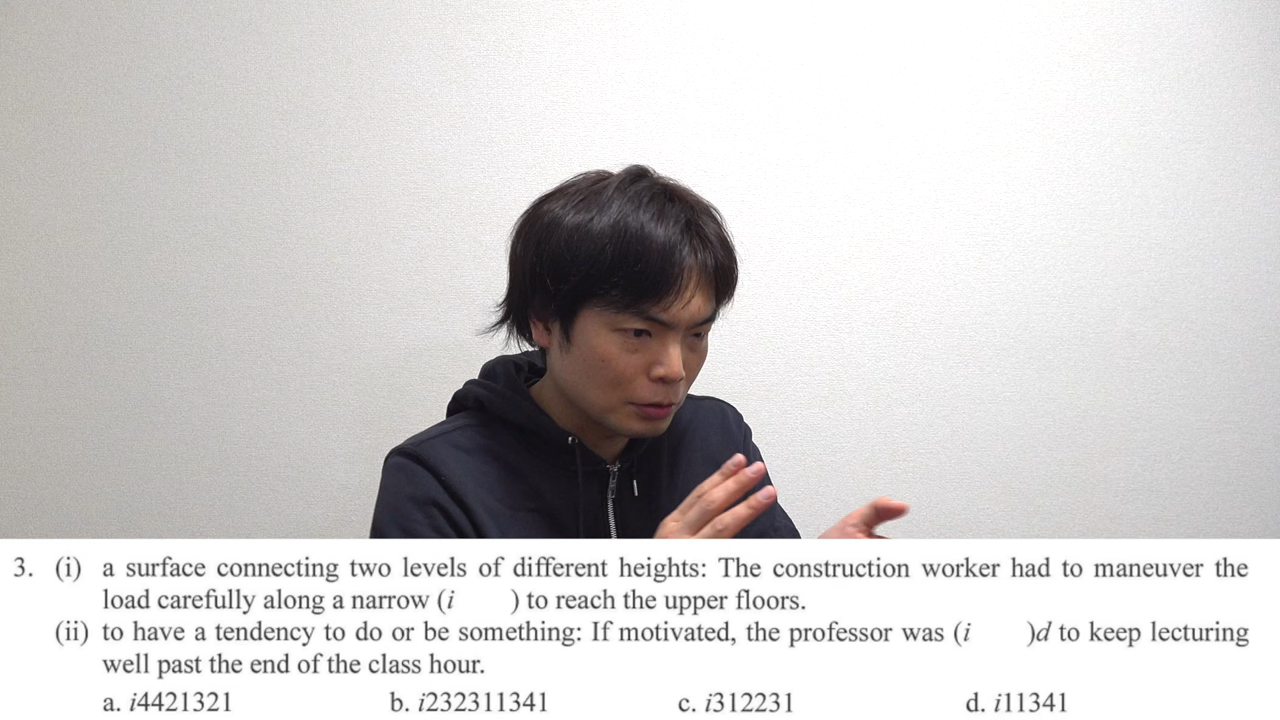 3. (i) a surface connecting two levels of different heights: The construction worker had to maneuver the
load carefully along a narrow (i ) to reach the upper floors.
(ii) to have a tendency to do or be something: If motivated, the professor was (i )d to keep lecturing
well past the end of the class hour.
a. i4421321 b. i232311341 c. i312231 d. i11341